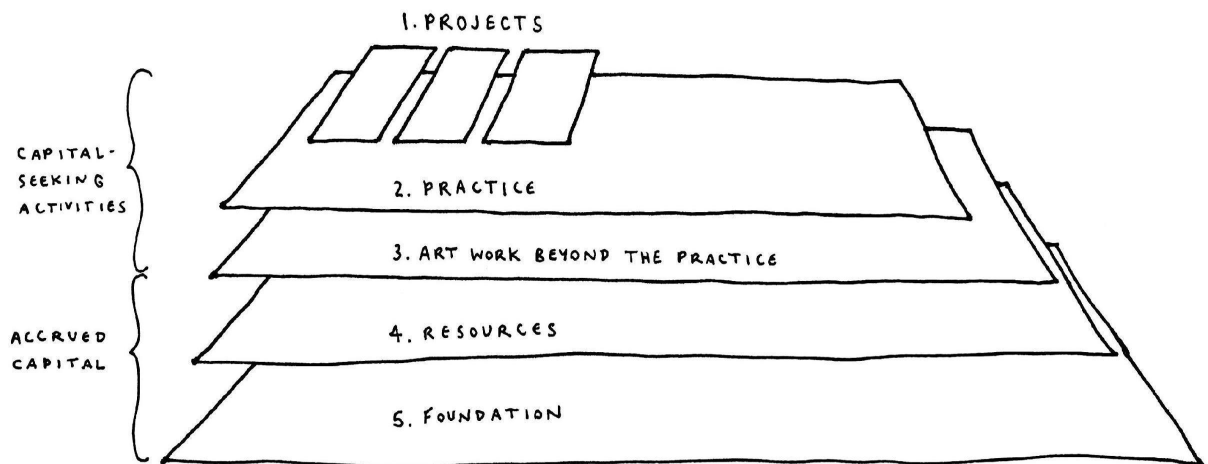 1. PROJECTS
CAPITAL-
SEEKING
ACTIVITIES
2. PRACTICE
3. ART WORK BEYOND THE PRACTICE
ACCRUED
CAPITAL
4. RESOURCES
5. FOUNDATION